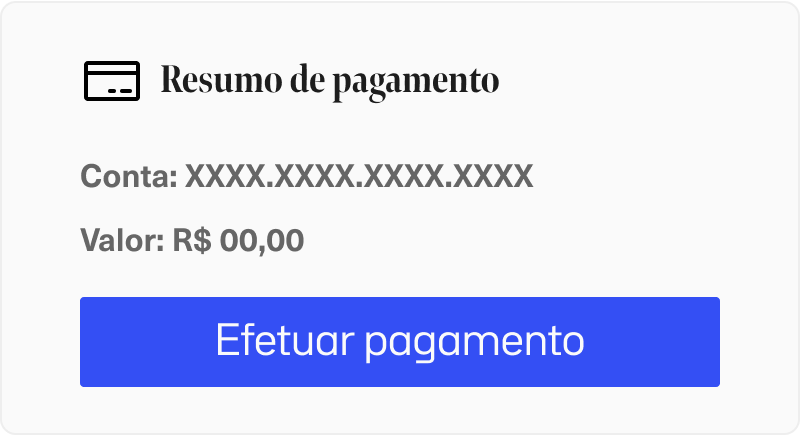 Resumo de pagamento
Conta: XXXX.XXXX.XXXX.XXXX
Valor: R$ 00,00
Efetuar pagamento